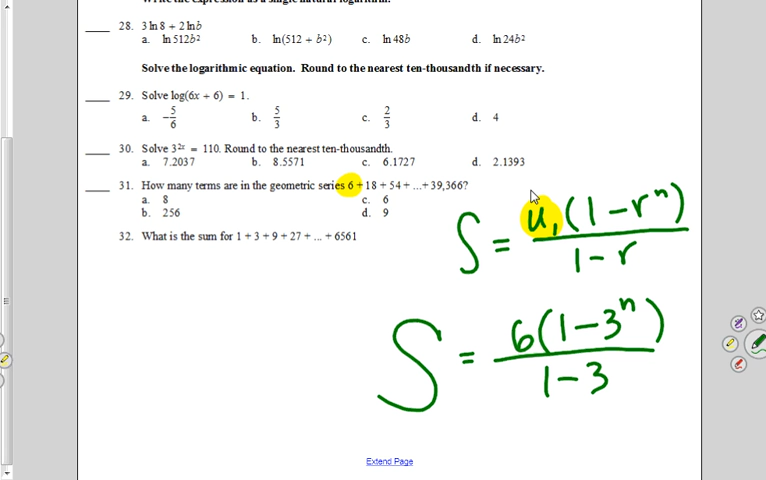 28. 3 ln 8 + 2 ln b
a. ln 512b² b. ln(512 + b²) c. ln 48b d. ln 24b²
Solve the logarithmic equation. Round to the nearest ten-thousandth if necessary.
29. Solve log(6x + 6) = 1.
a. −5/6 b. 5/3 c. 2/3 d. 4
30. Solve 3²ˣ = 110. Round to the nearest ten-thousandth.
a. 7.2037 b. 8.5571 c. 6.1727 d. 2.1393
31. How many terms are in the geometric series 6 + 18 + 54 + ... + 39,366?
a. 8 c. 6
b. 256 d. 9
32. What is the sum for 1 + 3 + 9 + 27 + ... + 6561
S = u₁(1 − rⁿ) / 1 − r
S = 6(1 − 3ⁿ) / 1 − 3
Extend Page